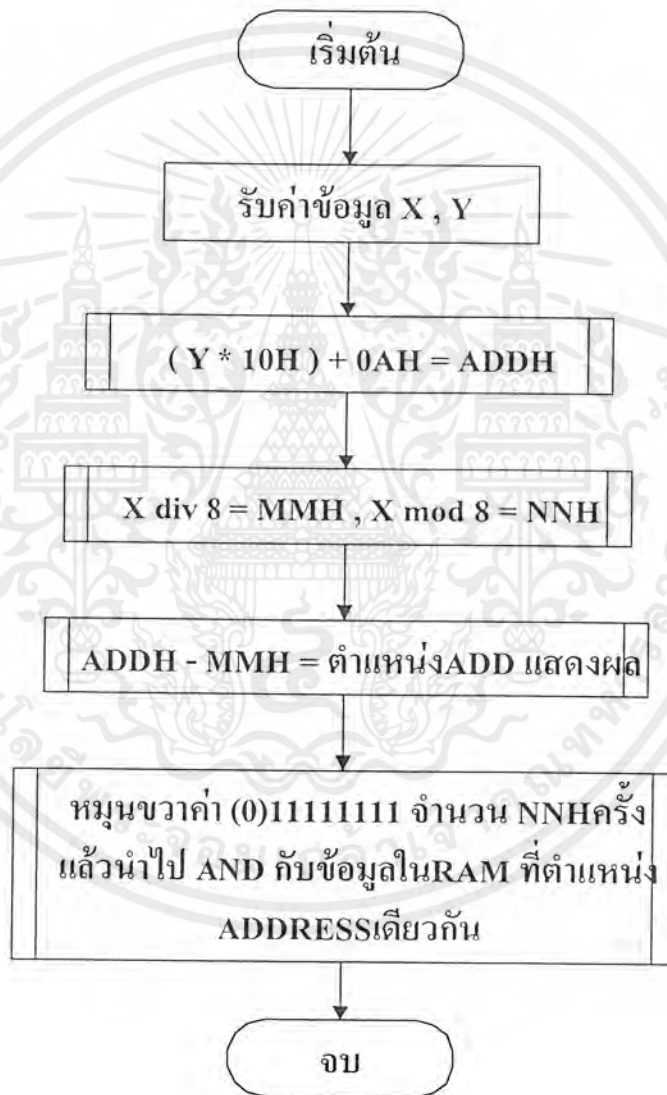 เริ่มต้น
รับค่าข้อมูล X , Y
( Y * 10H ) + 0AH = ADDH
X div 8 = MMH , X mod 8 = NNH
ADDH - MMH = ตำแหน่งADD แสดงผล
หมุนขวาค่า (0)11111111 จำนวน NNHครั้ง
แล้วนำไป AND กับข้อมูลในRAM ที่ตำแหน่ง
ADDRESSเดียวกัน
จบ